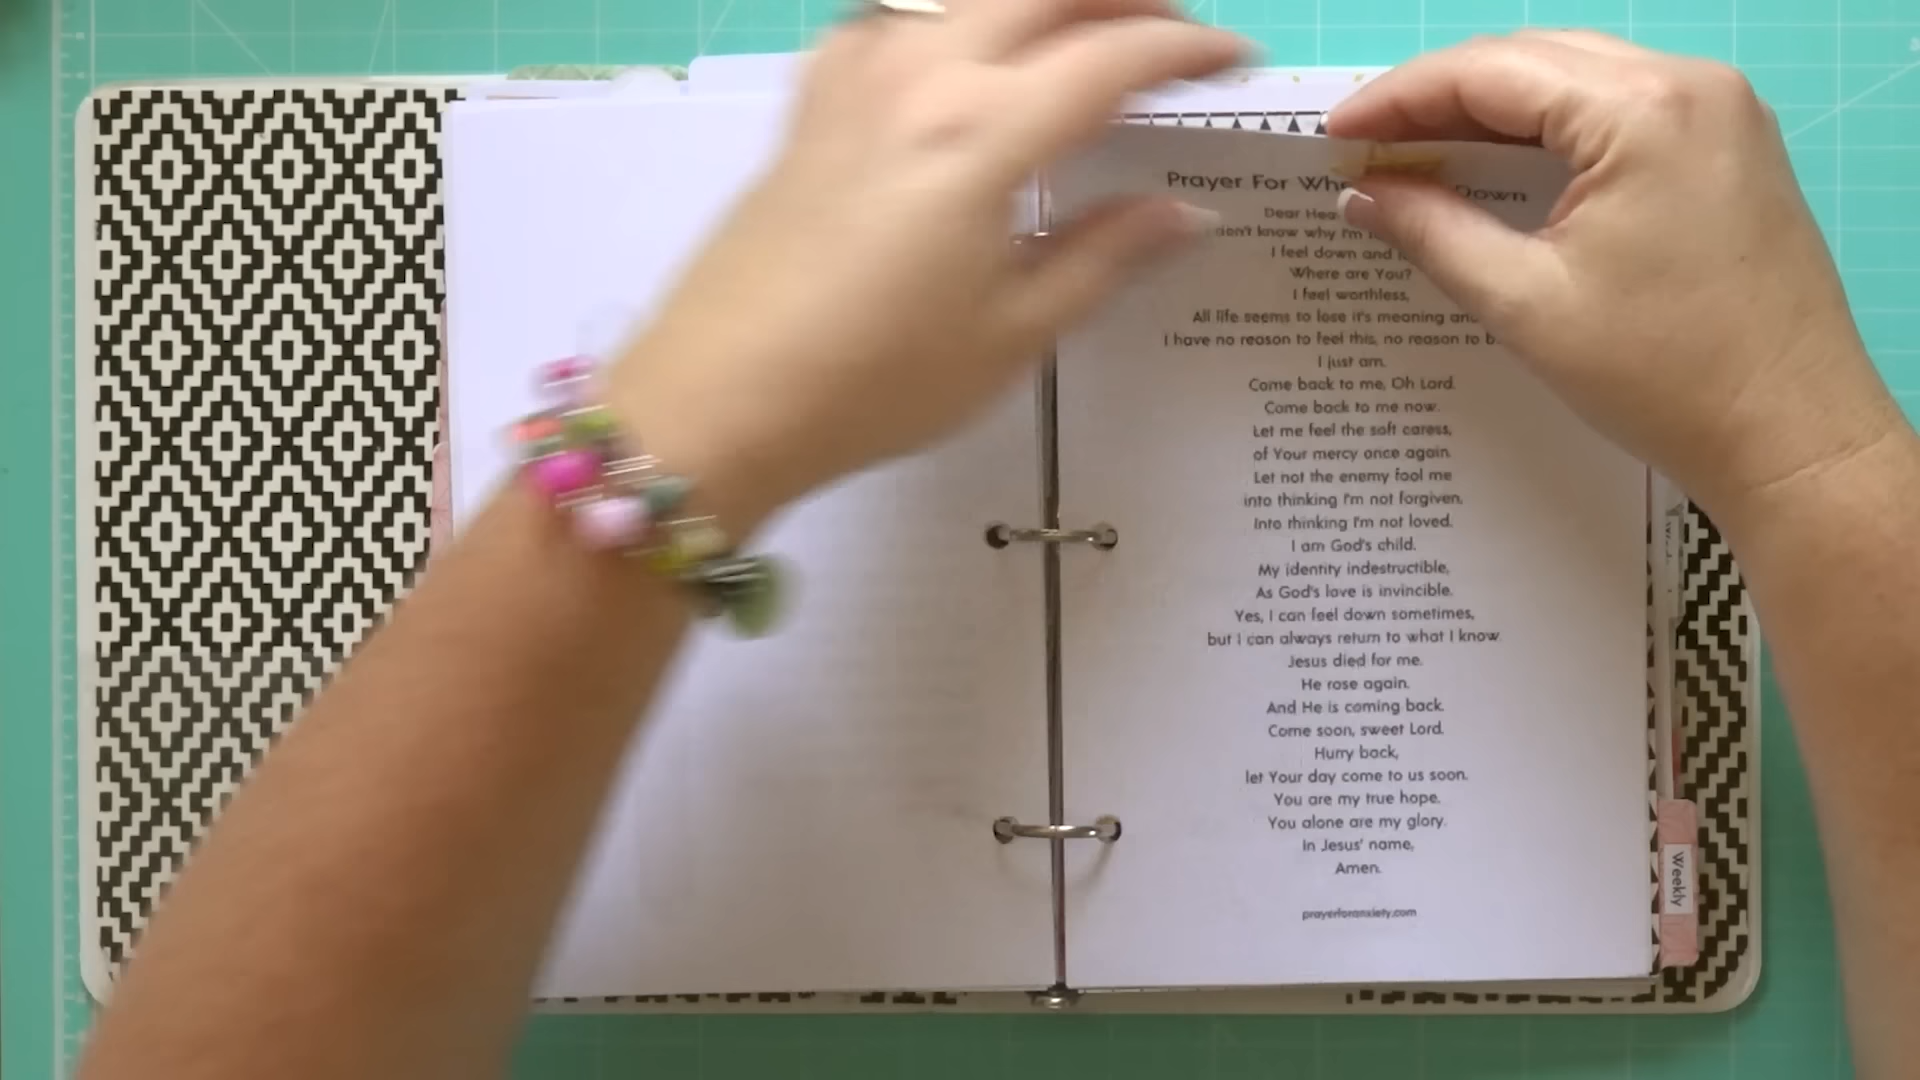 Prayer For Down
Dear
don't know why I'm
I feel down and
Where are You?
I feel worthless,
All life seems to lose it's meaning
I have no reason to feel this, no reason to
I just am.
Come back to me, Oh Lord.
Come back to me now.
Let me feel the soft caress,
of Your mercy once again.
Let not the enemy fool me
into thinking I'm not forgiven,
Into thinking I'm not loved.
I am God's child.
My identity indestructible,
As God's love is invincible.
Yes, I can feel down sometimes,
but I can always return to what I know
Jesus died for me.
He rose again.
And He is coming back.
Come soon, sweet Lord.
Hurry back,
let Your day come to us soon.
You are my true hope.
You alone are my glory.
In Jesus' name,
Amen.
prayerforanxiety.com
Weekly